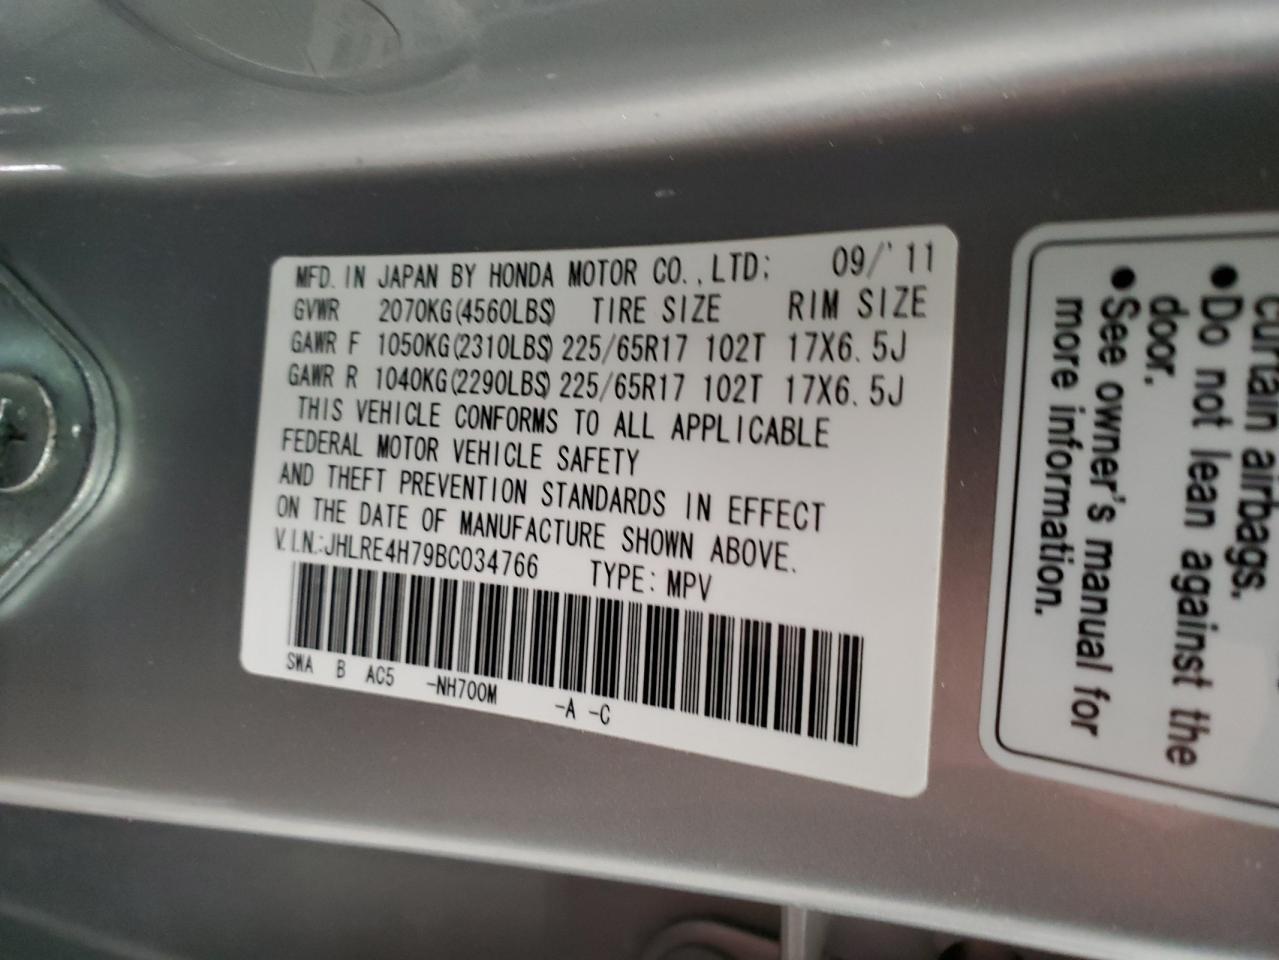 MFD. IN JAPAN BY HONDA MOTOR CO., LTD; 09/'11
GVWR 2070KG(4560LBS) TIRE SIZE RIM SIZE
GAWR F 1050KG(2310LBS) 225/65R17 102T 17X6.5J
GAWR R 1040KG(2290LBS) 225/65R17 102T 17X6.5J
THIS VEHICLE CONFORMS TO ALL APPLICABLE
FEDERAL MOTOR VEHICLE SAFETY
AND THEFT PREVENTION STANDARDS IN EFFECT
ON THE DATE OF MANUFACTURE SHOWN ABOVE.
V.I.N.:JHLRE4H79BC034766 TYPE: MPV
SWA B AC5 -NH700M -A -C
curtain airbags.
●Do not lean against the
door.
●See owner's manual for
more information.